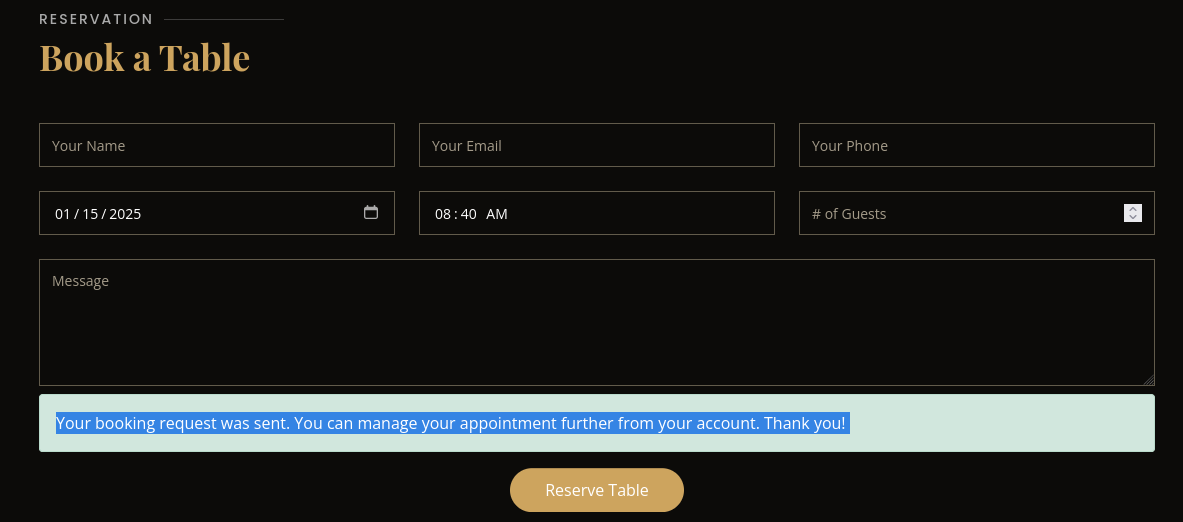 RESERVATION
Book a Table
Your Name Your Email Your Phone
01/15/2025 08:40 AM # of Guests
Message
Your booking request was sent. You can manage your appointment further from your account. Thank you!
Reserve Table